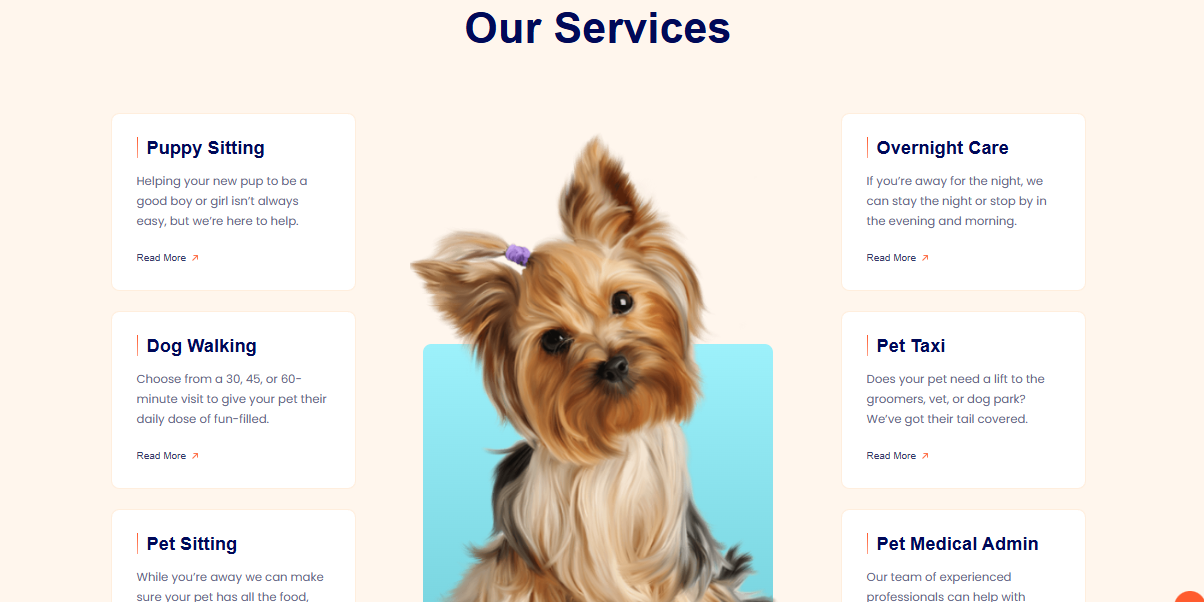 Our Services
Puppy Sitting
Helping your new pup to be a
good boy or girl isn't always
easy, but we're here to help.
Read More
Dog Walking
Choose from a 30, 45, or 60-
minute visit to give your pet their
daily dose of fun-filled.
Read More
Pet Sitting
While you're away we can make
sure your pet has all the food,
Overnight Care
If you're away for the night, we
can stay the night or stop by in
the evening and morning.
Read More
Pet Taxi
Does your pet need a lift to the
groomers, vet, or dog park?
We've got their tail covered.
Read More
Pet Medical Admin
Our team of experienced
professionals can help with